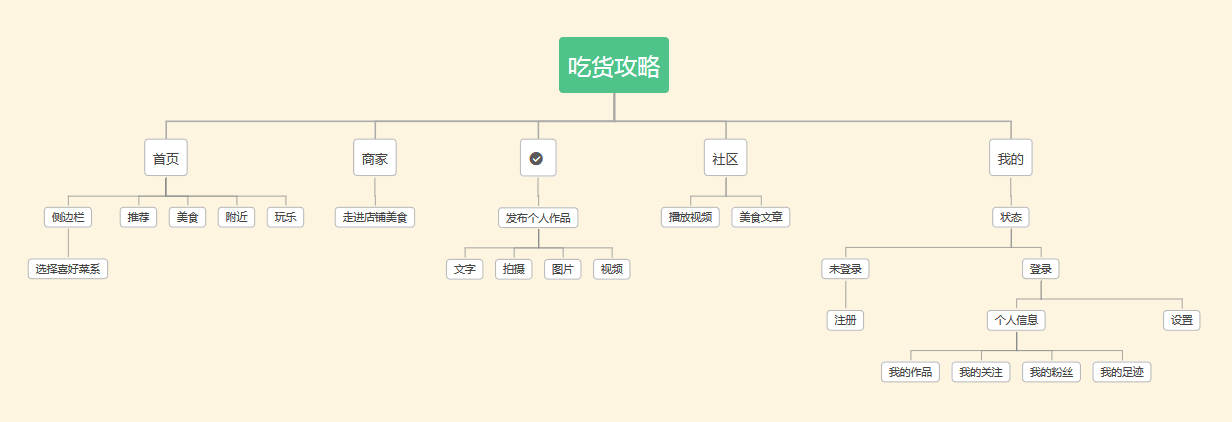 吃货攻略
首页
商家
社区
我的
侧边栏
推荐
美食
附近
玩乐
走进店铺美食
发布个人作品
播放视频
美食文章
状态
选择喜好菜系
文字
拍摄
图片
视频
未登录
登录
注册
个人信息
设置
我的作品
我的关注
我的粉丝
我的足迹